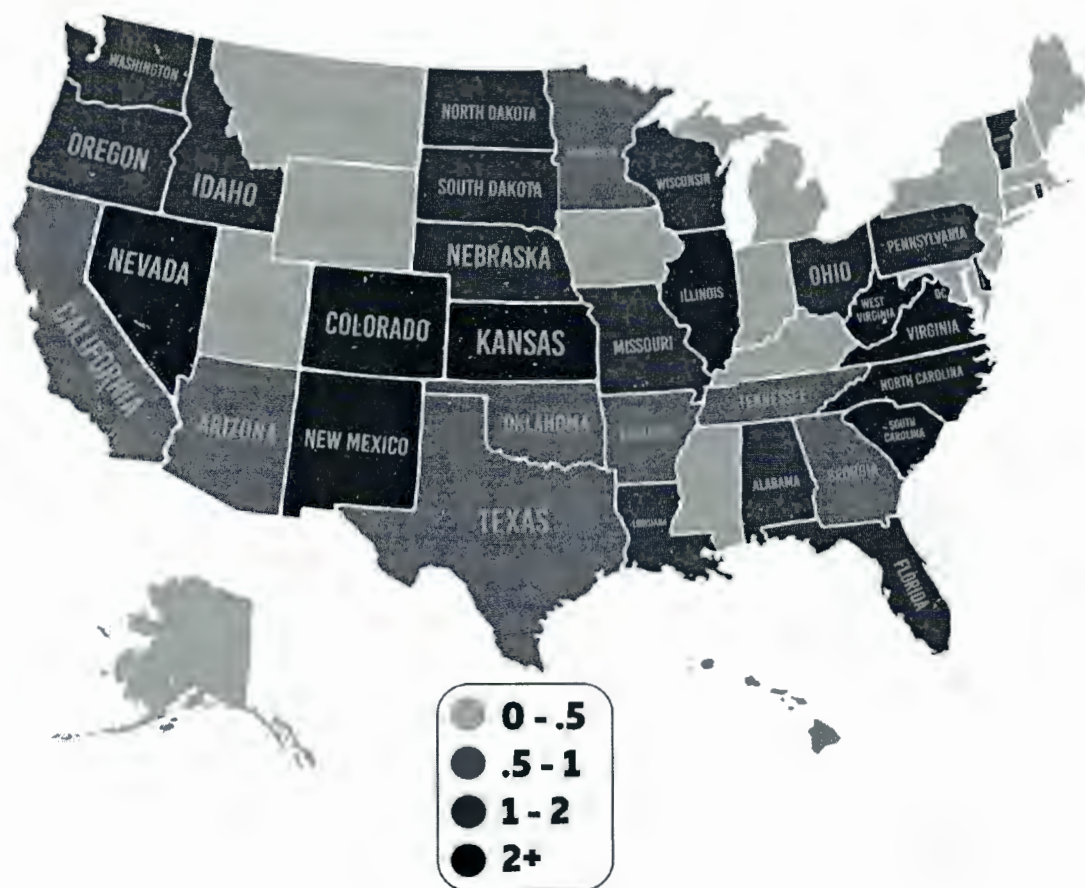 WASHINGTON
NORTH DAKOTA
OREGON
IDAHO
SOUTH DAKOTA
WISCONSIN
NEVADA
NEBRASKA
PENNSYLVANIA
OHIO
ILLINOIS
COLORADO
KANSAS
MISSOURI
WEST
VIRGINIA
DC
VIRGINIA
CALIFORNIA
NORTH CAROLINA
TENNESSEE
ARIZONA
NEW MEXICO
OKLAHOMA
SOUTH
CAROLINA
ALABAMA
GEORGIA
TEXAS
LOUISIANA
FLORIDA
0 - .5
.5 - 1
1 - 2
2+